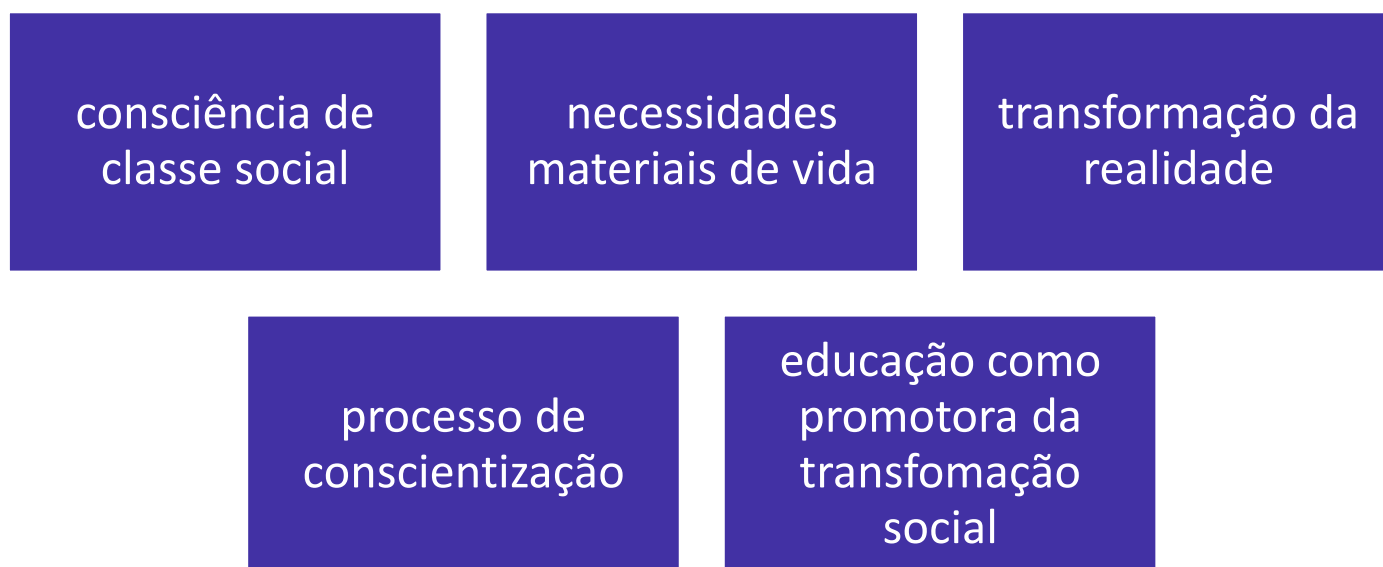 consciência de
classe social
necessidades
materiais de vida
transformação da
realidade
processo de
conscientização
educação como
promotora da
transfomação
social